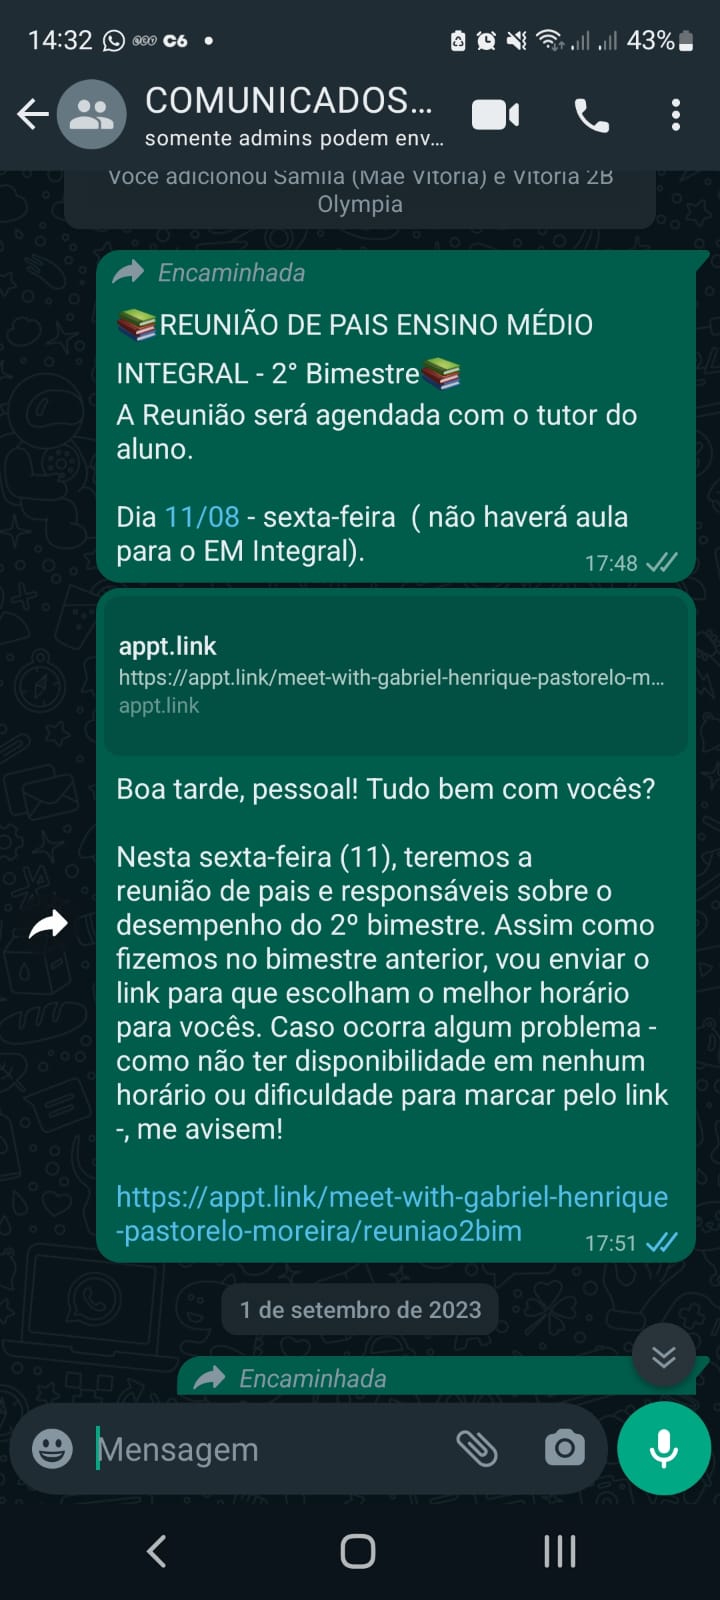 14:32 C6 43%
COMUNICADOS...
somente admins podem env...
Você adicionou Samila (Mãe Vitória) e Vitória 2B
Olympia
Encaminhada
📚REUNIÃO DE PAIS ENSINO MÉDIO
INTEGRAL - 2° Bimestre📚
A Reunião será agendada com o tutor do
aluno.
Dia 11/08 - sexta-feira ( não haverá aula
para o EM Integral).
17:48
appt.link
https://appt.link/meet-with-gabriel-henrique-pastorelo-m...
appt.link
Boa tarde, pessoal! Tudo bem com vocês?
Nesta sexta-feira (11), teremos a
reunião de pais e responsáveis sobre o
desempenho do 2º bimestre. Assim como
fizemos no bimestre anterior, vou enviar o
link para que escolham o melhor horário
para vocês. Caso ocorra algum problema -
como não ter disponibilidade em nenhum
horário ou dificuldade para marcar pelo link
-, me avisem!
https://appt.link/meet-with-gabriel-henrique
-pastorelo-moreira/reuniao2bim
17:51
1 de setembro de 2023
Encaminhada
Mensagem